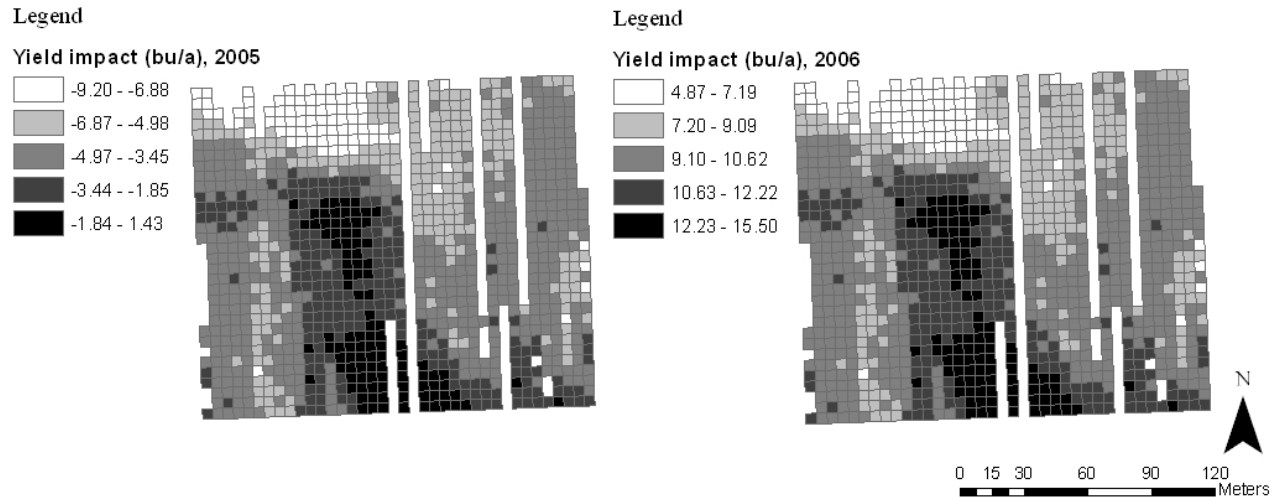 Legend
Yield impact (bu/a), 2005
-9.20 - -6.88
-6.87 - -4.98
-4.97 - -3.45
-3.44 - -1.85
-1.84 - 1.43
Legend
Yield impact (bu/a), 2006
4.87 - 7.19
7.20 - 9.09
9.10 - 10.62
10.63 - 12.22
12.23 - 15.50
N
0 15 30 60 90 120
Meters